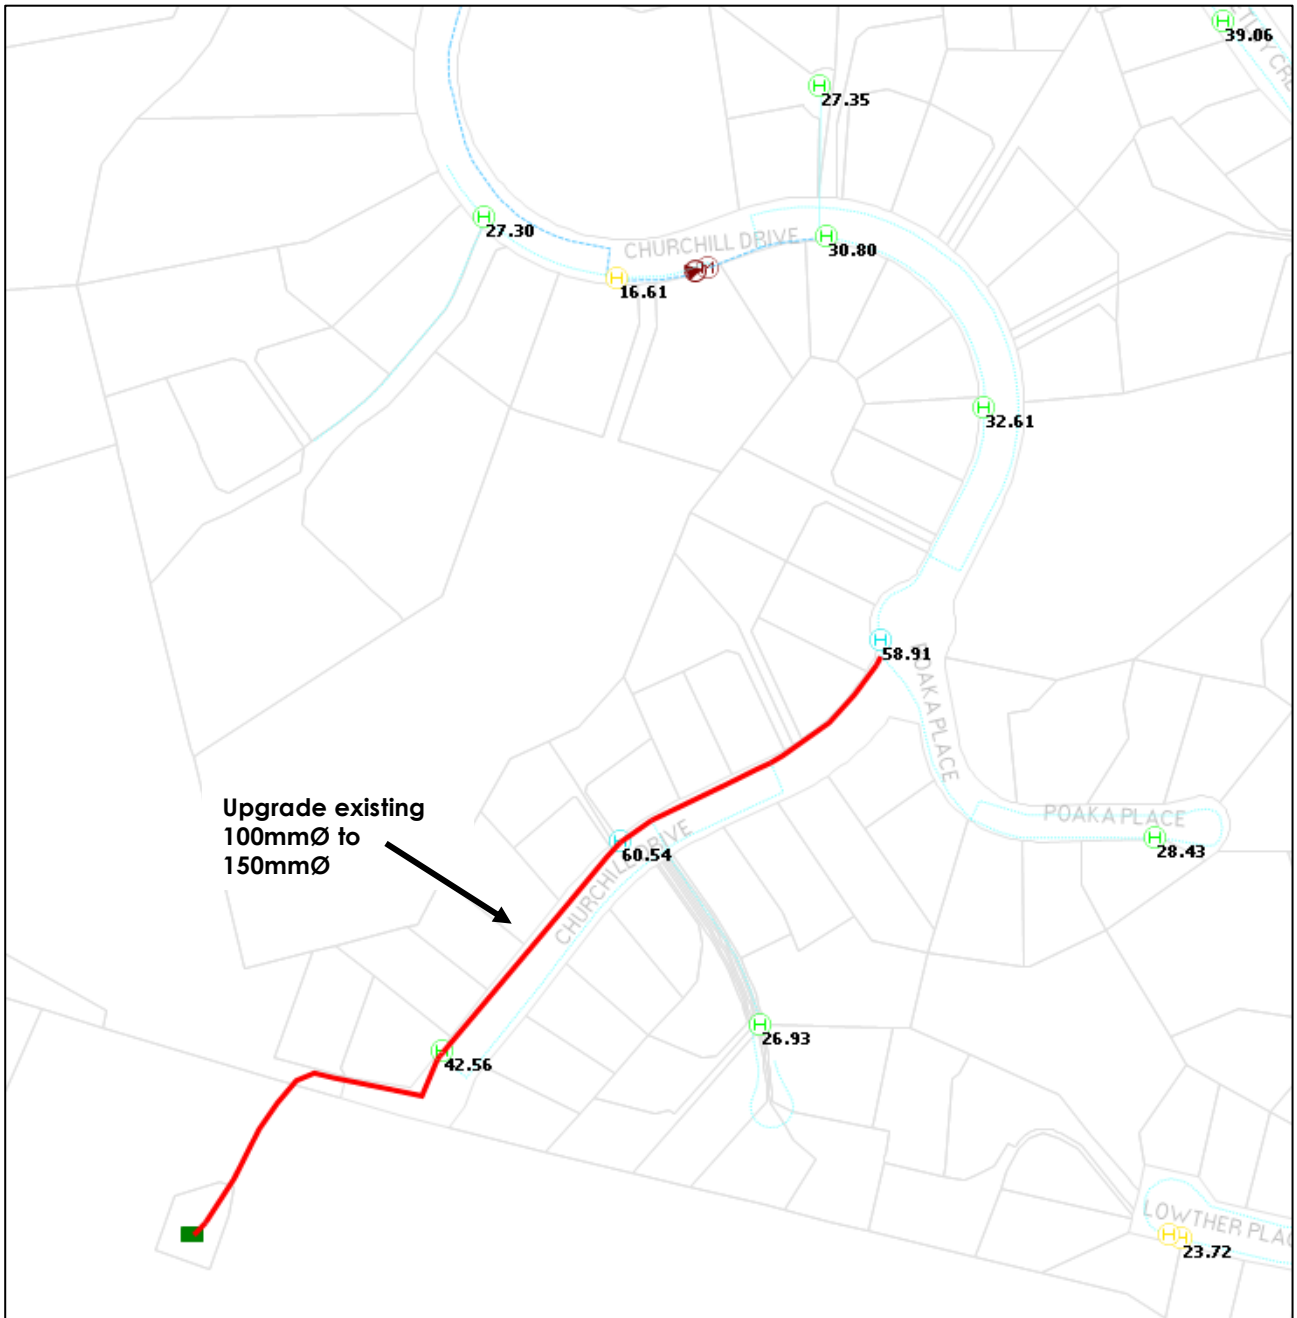 39.06
27.35
27.30
CHURCHILL DRIVE
30.80
16.61
32.61
58.91
POAKA PLACE
Upgrade existing
100mmØ to
150mmØ
POAKA PLACE
28.43
60.54
CHURCHILL DRIVE
26.93
42.56
LOWTHER PLAC
23.72